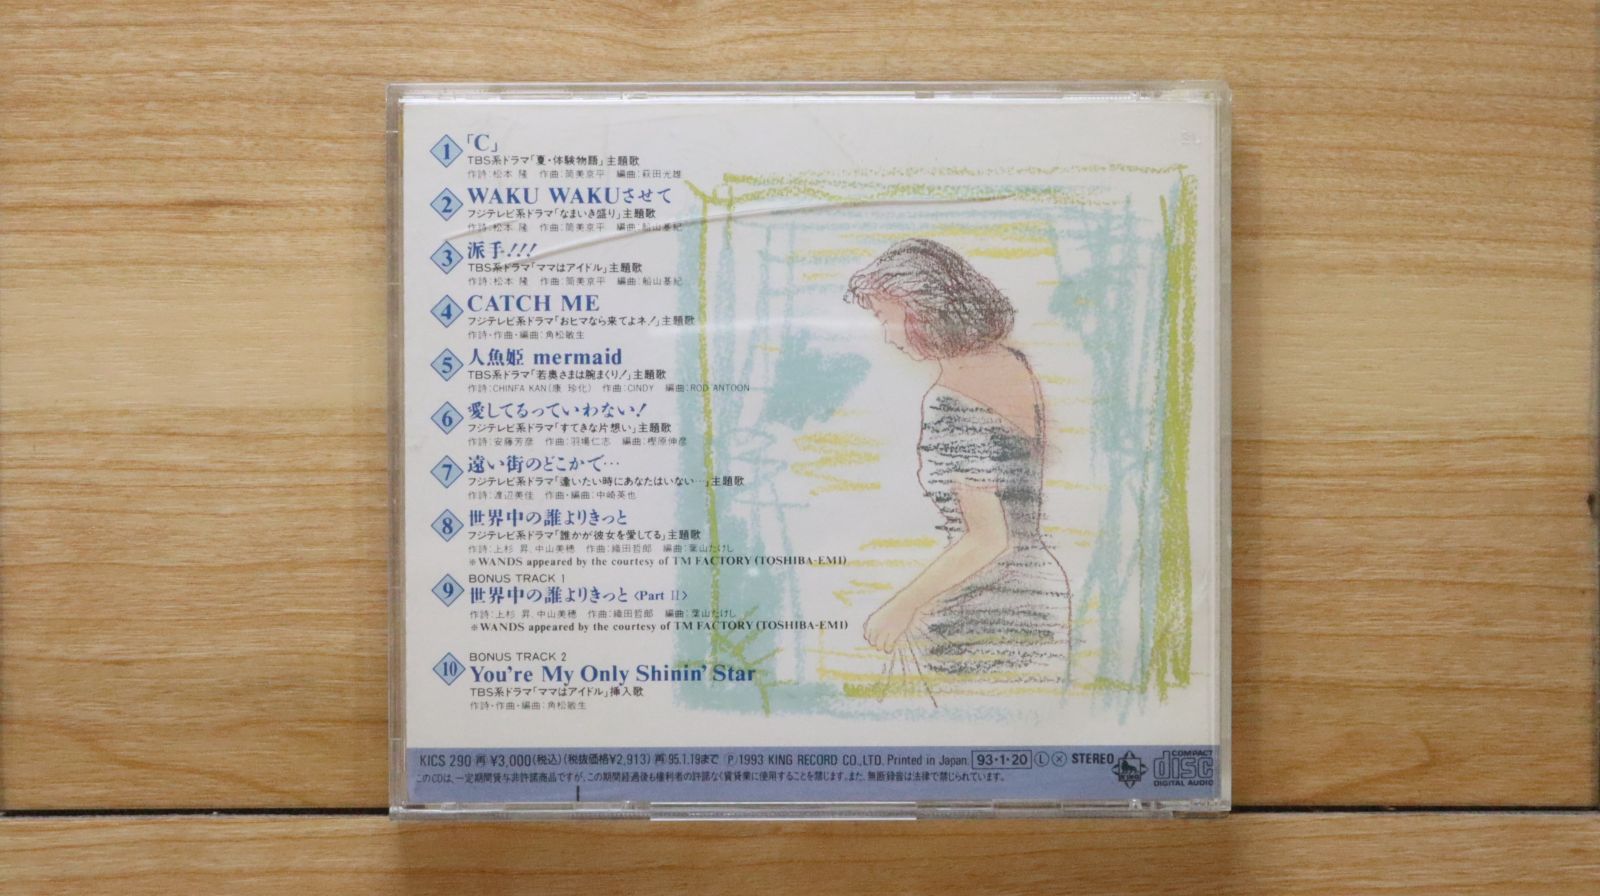 1
「C」
TBS系ドラマ「夏・体験物語」主題歌
作詩:松本 隆 作曲:筒美京平 編曲:萩田光雄
2
WAKU WAKUさせて
フジテレビ系ドラマ「なまいき盛り」主題歌
作詩:松本 隆 作曲:筒美京平 編曲:船山基紀
3
派手!!!
TBS系ドラマ「ママはアイドル」主題歌
作詩:松本 隆 作曲:筒美京平 編曲:船山基紀
4
CATCH ME
フジテレビ系ドラマ「おヒマなら来てよネ!」主題歌
作詩・作曲・編曲:角松敏生
5
人魚姫 mermaid
TBS系ドラマ「若奥さまは腕まくり!」主題歌
作詩:CHINFA KAN(康 珍化) 作曲:CINDY 編曲:ROD ANTOON
6
愛してるっていわない!
フジテレビ系ドラマ「すてきな片想い」主題歌
作詩:安藤芳彦 作曲:羽場仁志 編曲:樫原伸彦
7
遠い街のどこかで…
フジテレビ系ドラマ「逢いたい時にあなたはいない…」主題歌
作詩:渡辺美佳 作曲・編曲:中崎英也
8
世界中の誰よりきっと
フジテレビ系ドラマ「誰かが彼女を愛してる」主題歌
作詩:上杉 昇、中山美穂 作曲:織田哲郎 編曲:葉山たけし
※WANDS appeared by the courtesy of TM FACTORY (TOSHIBA-EMI)
BONUS TRACK 1
9
世界中の誰よりきっと〈Part II〉
作詩:上杉 昇、中山美穂 作曲:織田哲郎 編曲:葉山たけし
※WANDS appeared by the courtesy of TM FACTORY (TOSHIBA-EMI)
BONUS TRACK 2
10
You're My Only Shinin' Star
TBS系ドラマ「ママはアイドル」挿入歌
作詩・作曲・編曲:角松敏生
KICS 290 再 ¥3,000(税込)(税抜価格¥2,913) 再 95.1.19まで Ⓟ1993 KING RECORD CO.,LTD. Printed in Japan. 93・1・20 Ⓛ Ⓧ STEREO
COMPACT disc DIGITAL AUDIO
このCDは、一定期間貸与非許諾商品ですが、この期間経過後も権利者の許諾なく賃貸業に使用することを禁じます。また、無断録音は法律で禁じられています。